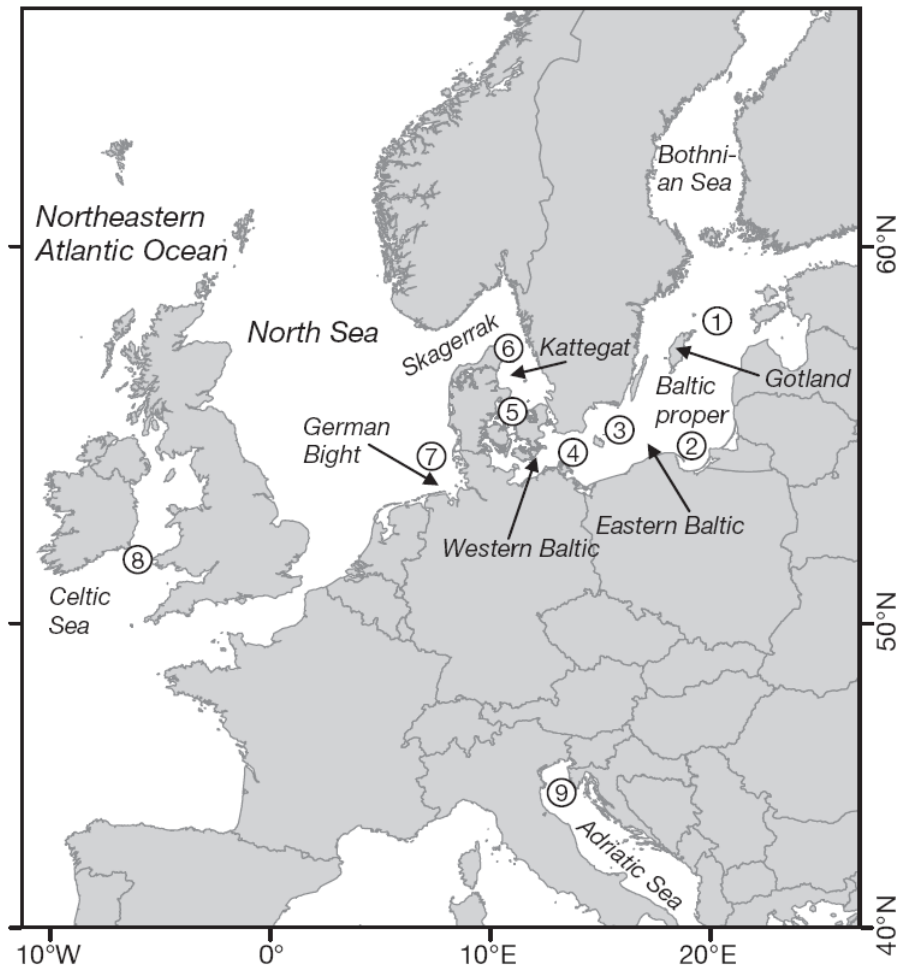 Bothni-
an Sea
Northeastern
Atlantic Ocean
60°N
North Sea
Skagerrak
1
6
Kattegat
Gotland
Baltic
proper
5
3
German
Bight
7
4
2
Eastern Baltic
Western Baltic
8
Celtic
Sea
50°N
9
Adriatic Sea
40°N
10°W
0°
10°E
20°E